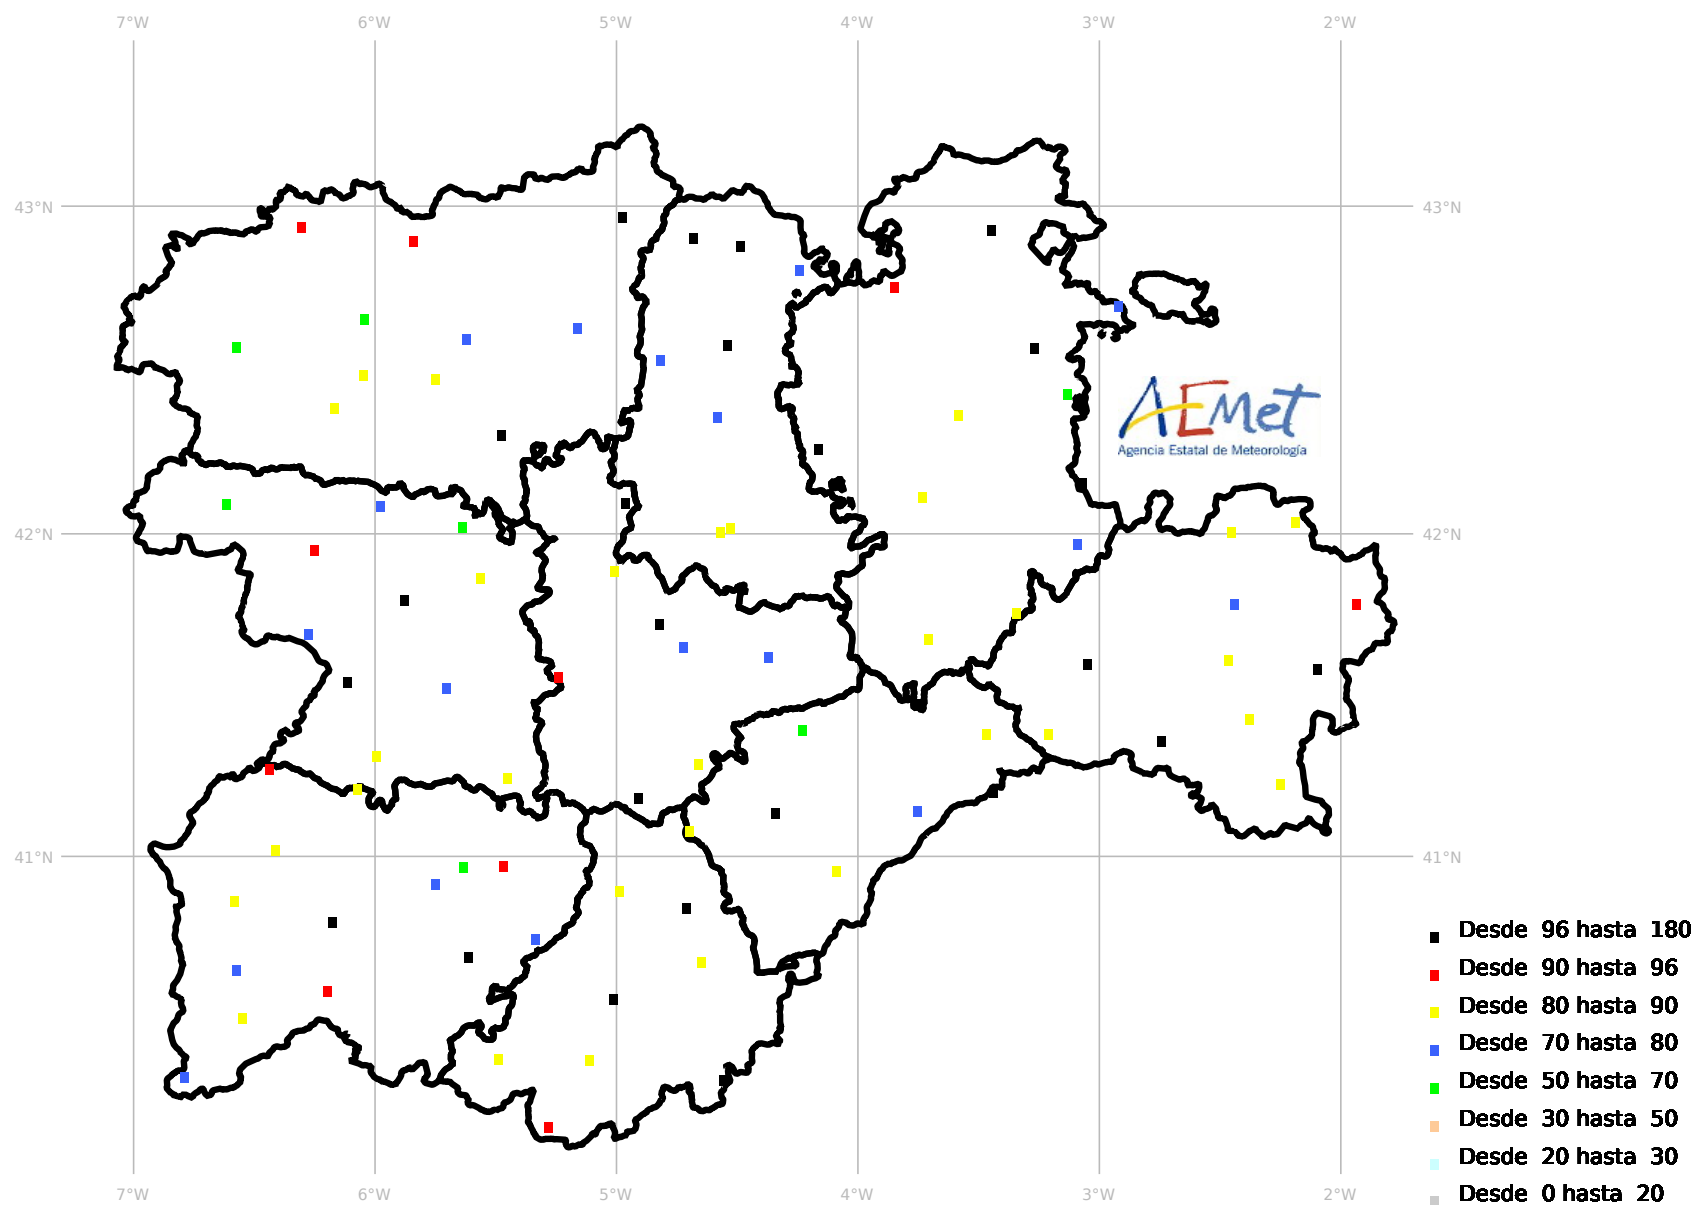 7°W 6°W 5°W 4°W 3°W 2°W
43°N 43°N
AEMet
Agencia Estatal de Meteorología
42°N 42°N
41°N 41°N
Desde 96 hasta 180
Desde 90 hasta 96
Desde 80 hasta 90
Desde 70 hasta 80
Desde 50 hasta 70
Desde 30 hasta 50
Desde 20 hasta 30
Desde 0 hasta 20
7°W 6°W 5°W 4°W 3°W 2°W